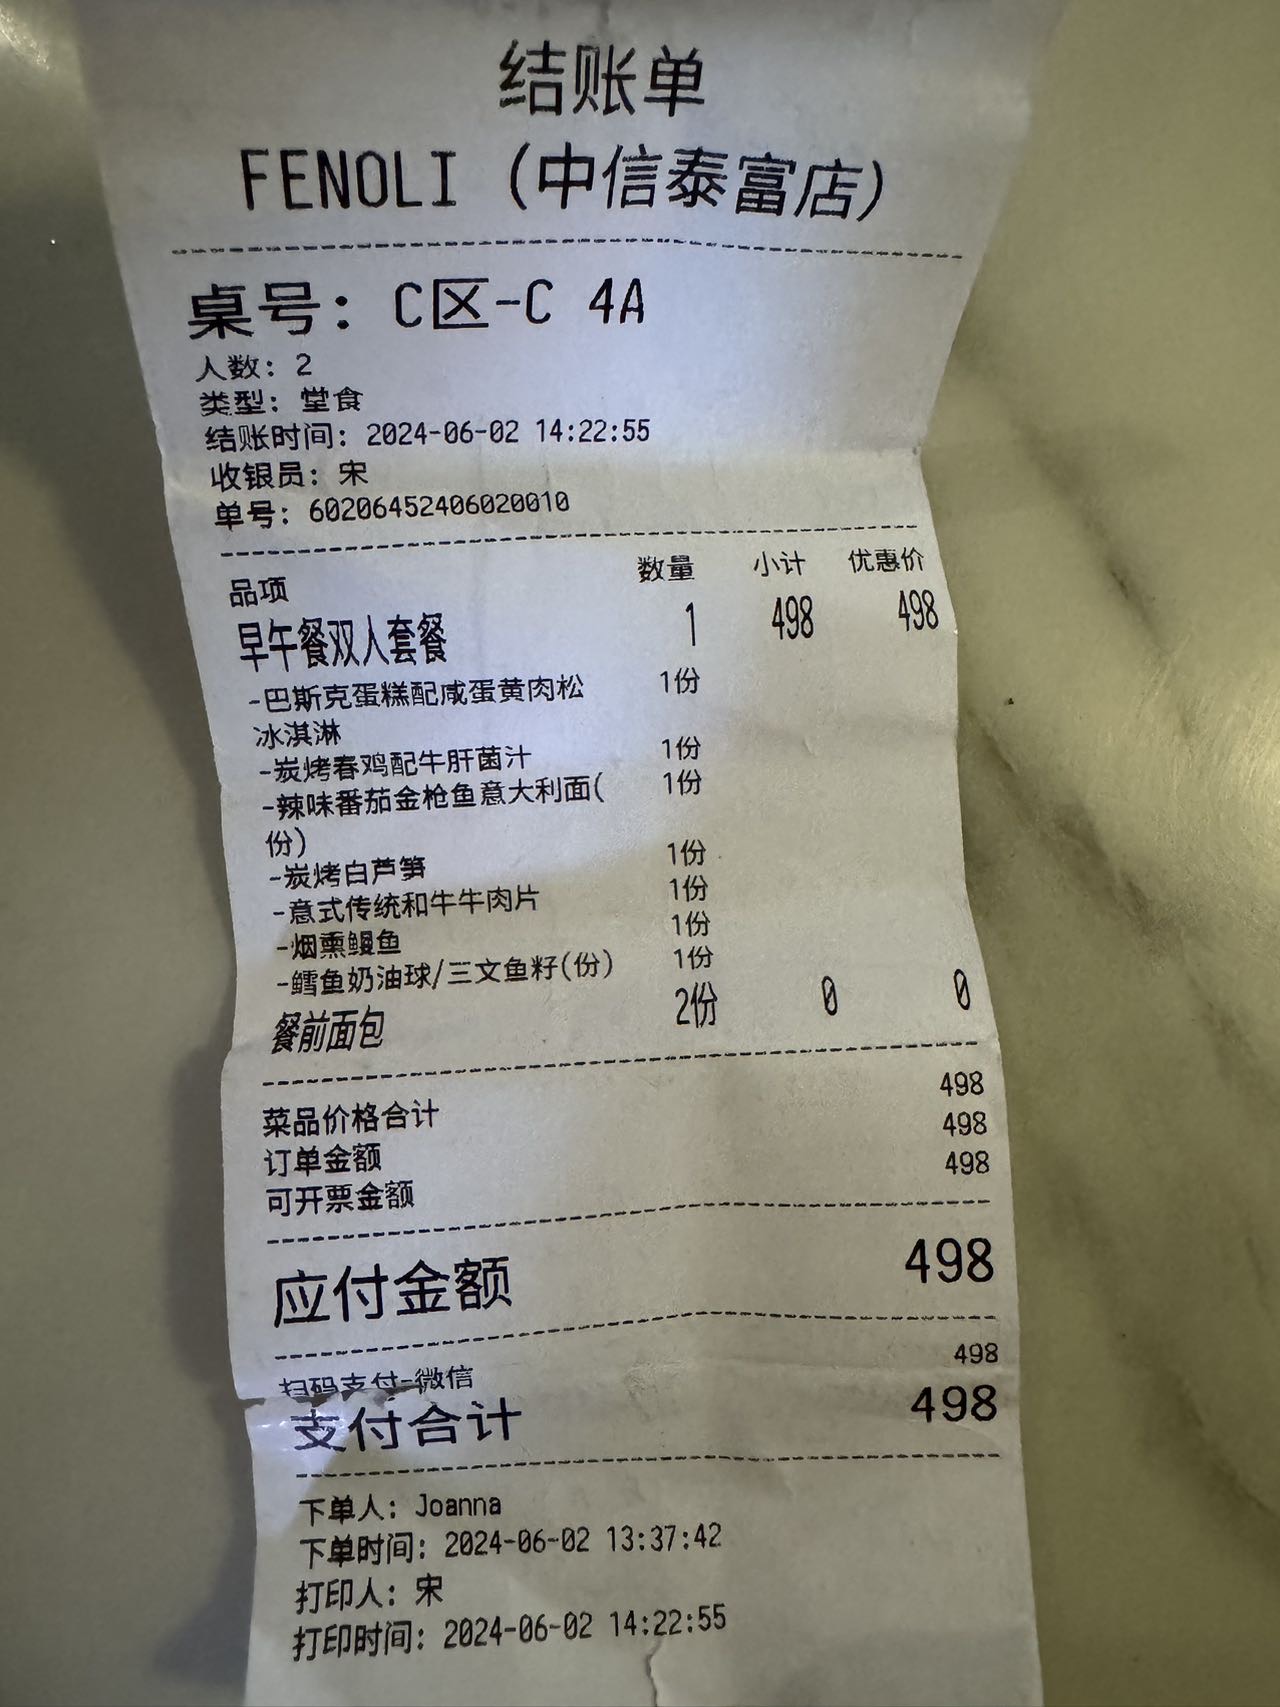 结账单
FENOLI (中信泰富店)
桌号: C区-C 4A
人数: 2
类型: 堂食
结账时间: 2024-06-02 14:22:55
收银员: 宋
单号: 60206452406020010
品项 数量 小计 优惠价
早午餐双人套餐 1 498 498
-巴斯克蛋糕配咸蛋黄肉松 1份
冰淇淋
-炭烤春鸡配牛肝菌汁 1份
-辣味番茄金枪鱼意大利面( 1份
份)
-炭烤白芦笋 1份
-意式传统和牛牛肉片 1份
-烟熏鳗鱼 1份
-鳕鱼奶油球/三文鱼籽(份) 1份
餐前面包 2份 0 0
菜品价格合计 498
订单金额 498
可开票金额 498
应付金额 498
扫码支付-微信 498
支付合计 498
下单人: Joanna
下单时间: 2024-06-02 13:37:42
打印人: 宋
打印时间: 2024-06-02 14:22:55